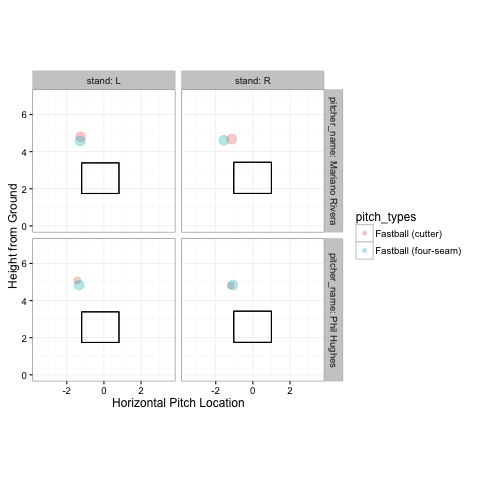 stand: L
stand: R
6
4
2
0
pitcher_name: Mariano Rivera
6
4
2
0
pitcher_name: Phil Hughes
-2
0
2
-2
0
2
Height from Ground
Horizontal Pitch Location
pitch_types
Fastball (cutter)
Fastball (four-seam)